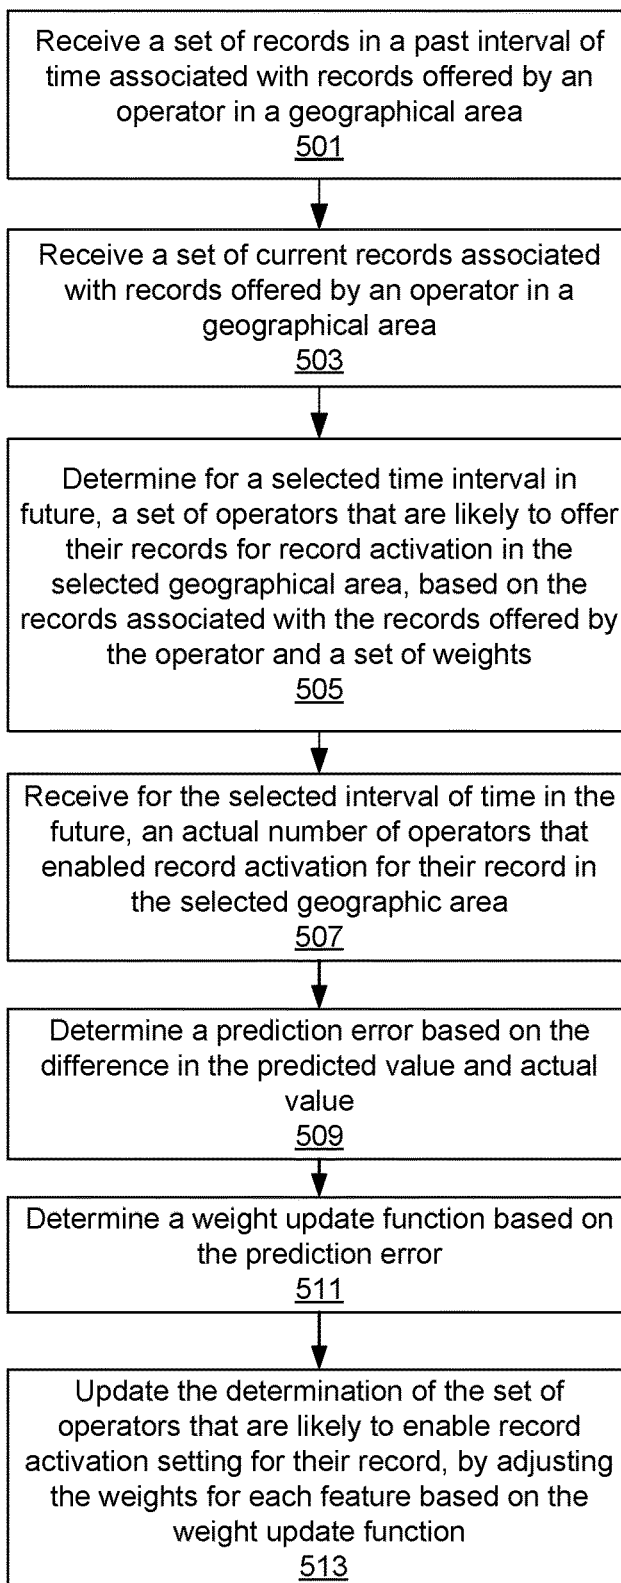 Receive a set of records in a past interval of
time associated with records offered by an
operator in a geographical area
501
Receive a set of current records associated
with records offered by an operator in a
geographical area
503
Determine for a selected time interval in
future, a set of operators that are likely to offer
their records for record activation in the
selected geographical area, based on the
records associated with the records offered by
the operator and a set of weights
505
Receive for the selected interval of time in the
future, an actual number of operators that
enabled record activation for their record in
the selected geographic area
507
Determine a prediction error based on the
difference in the predicted value and actual
value
509
Determine a weight update function based on
the prediction error
511
Update the determination of the set of
operators that are likely to enable record
activation setting for their record, by adjusting
the weights for each feature based on the
weight update function
513